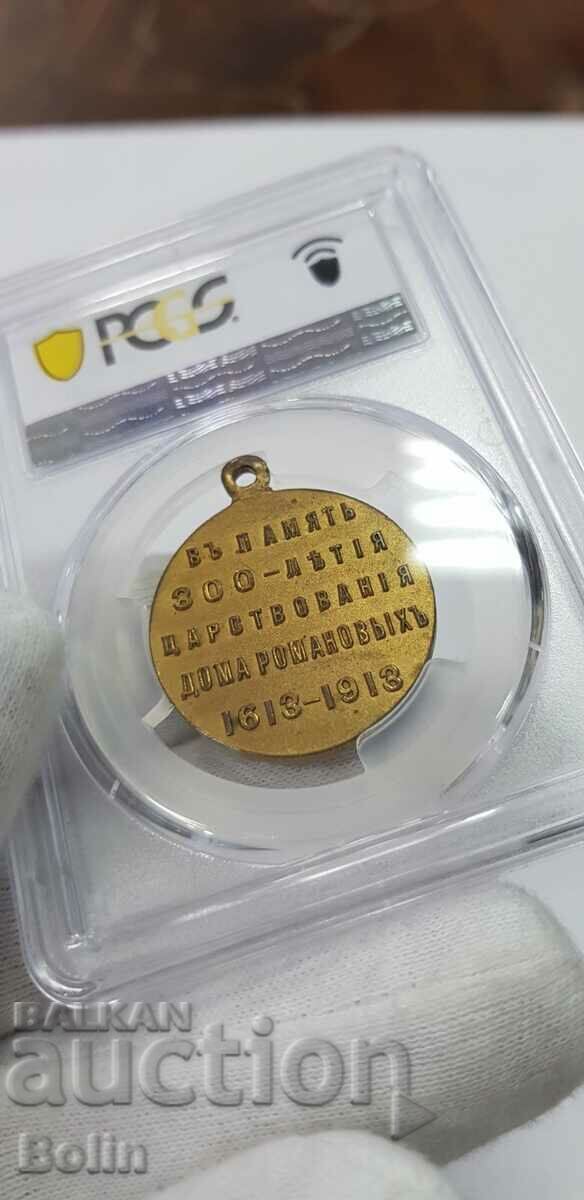 PCGS
ВЪ ПАМЯТЬ
300-ЛѢТІЯ
ЦАРСТВОВАНІЯ
ДОМА РОМАНОВЫХЪ
1613-1913
BALKAN
auction
Bolin